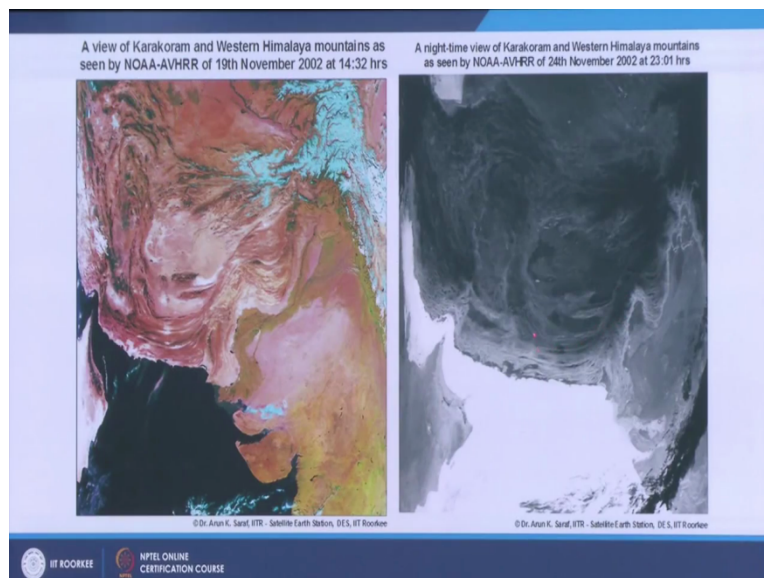 A view of Karakoram and Western Himalaya mountains as
seen by NOAA-AVHRR of 19th November 2002 at 14:32 hrs
A night-time view of Karakoram and Western Himalaya mountains
as seen by NOAA-AVHRR of 24th November 2002 at 23:01 hrs
© Dr. Arun K. Saraf, IITR - Satellite Earth Station, DES, IIT Roorkee
© Dr. Arun K. Saraf, IITR - Satellite Earth Station, DES, IIT Roorkee
IIT ROORKEE
NPTEL
NPTEL ONLINE
CERTIFICATION COURSE